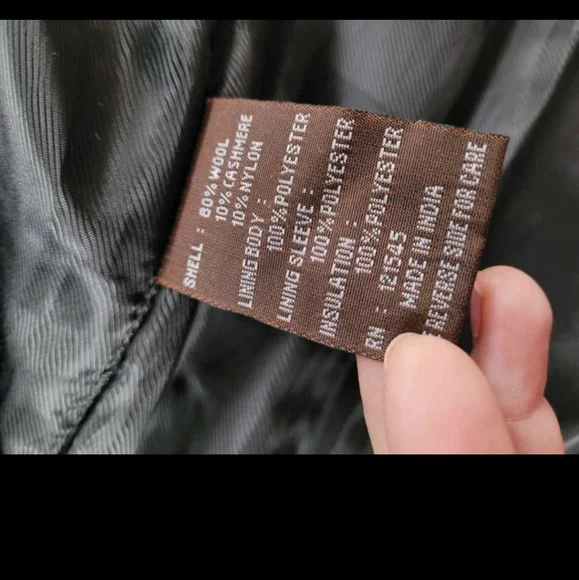 SHELL : 80% WOOL
10% CASHMERE
10% NYLON
LINING BODY :
100% POLYESTER
LINING SLEEVE :
100% POLYESTER
INSULATION :
100% POLYESTER
RN : 121545
MADE IN INDIA
REVERSE SIDE FOR CARE